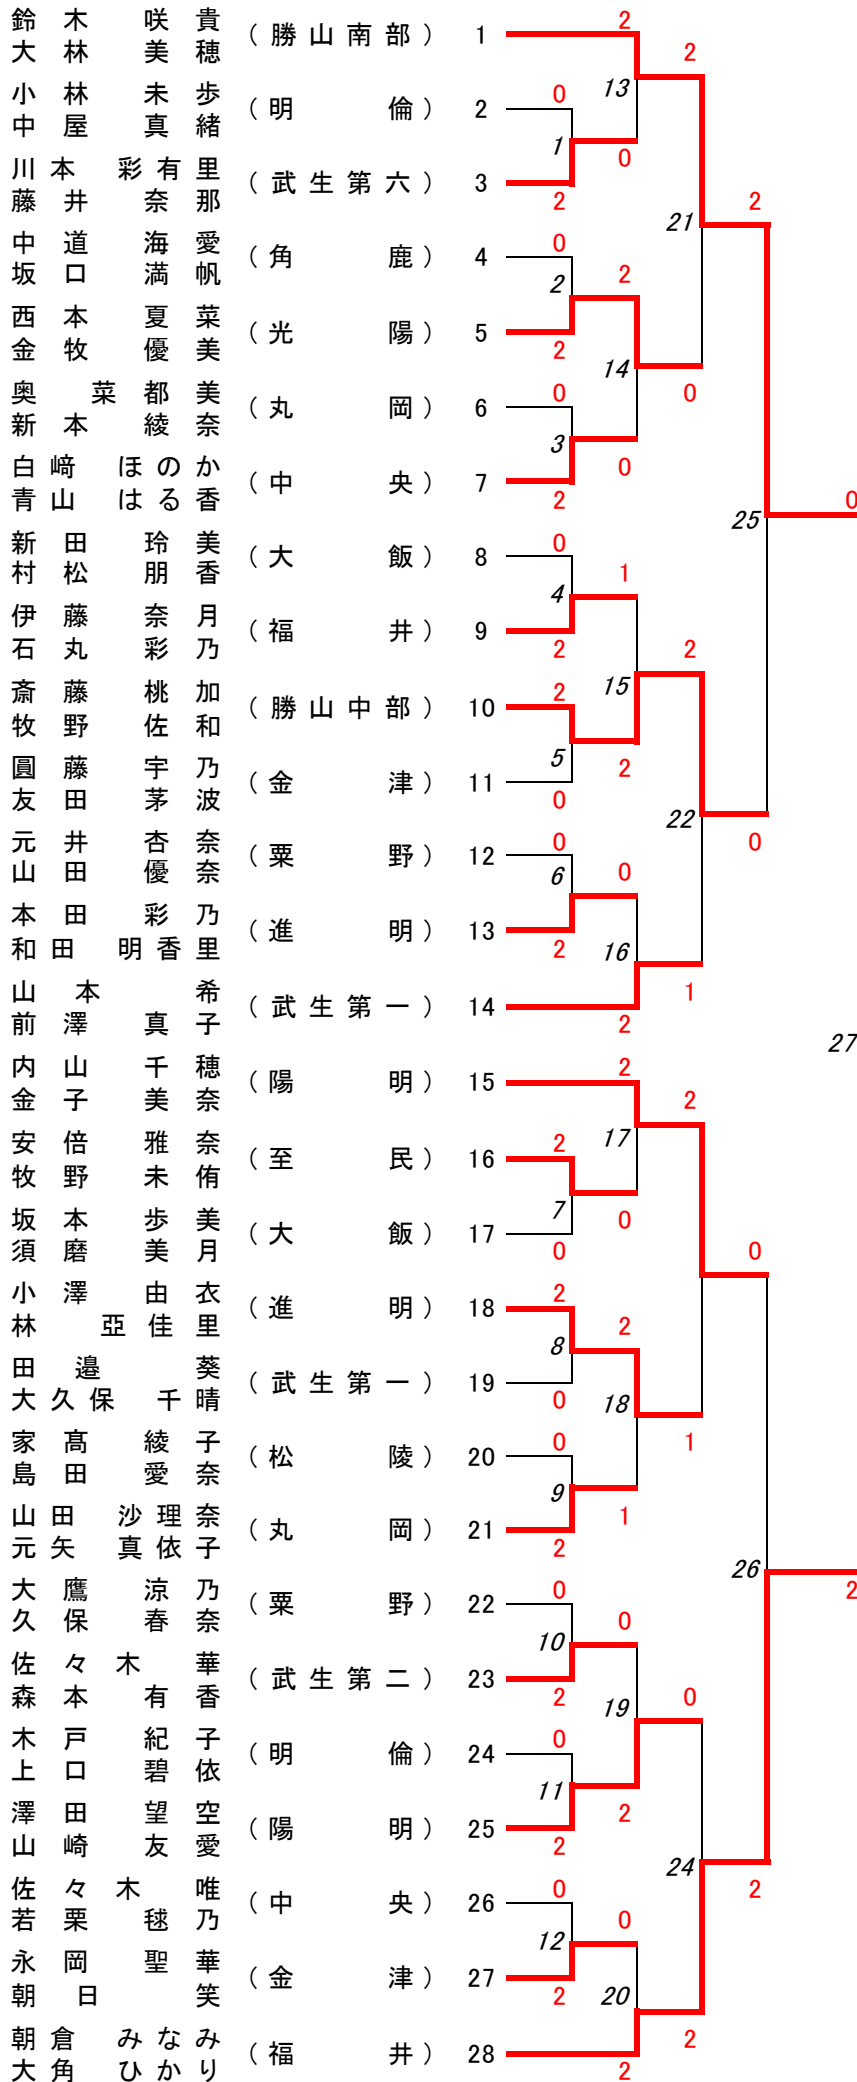 鈴木 咲貴
大林 美穂
(勝山南部) 1
小林 未歩
中屋 真緒
(明倫) 2
川本 彩有里
藤井 奈那
(武生第六) 3
中道 海愛
坂口 満帆
(角鹿) 4
西本 夏菜
金牧 優美
(光陽) 5
奥 菜都美
新本 綾奈
(丸岡) 6
白﨑 ほのか
青山 はる香
(中央) 7
新田 玲美
村松 朋香
(大飯) 8
伊藤 奈月
石丸 彩乃
(福井) 9
斎藤 桃加
牧野 佐和
(勝山中部) 10
圓藤 宇乃
友田 茅波
(金津) 11
元井 杏奈
山田 優奈
(粟野) 12
本田 彩乃
和田 明香里
(進明) 13
山本 希
前澤 真子
(武生第一) 14
内山 千穂
金子 美奈
(陽明) 15
安倍 雅奈
牧野 未侑
(至民) 16
坂本 歩美
須磨 美月
(大飯) 17
小澤 由衣
林 亞佳里
(進明) 18
田邉 葵
大久保 千晴
(武生第一) 19
家髙 綾子
島田 愛奈
(松陵) 20
山田 沙理奈
元矢 真依子
(丸岡) 21
大鷹 涼乃
久保 春奈
(粟野) 22
佐々木 華
森本 有香
(武生第二) 23
木戸 紀子
上口 碧依
(明倫) 24
澤田 望空
山崎 友愛
(陽明) 25
佐々木 唯
若栗 毬乃
(中央) 26
永岡 聖華
朝日 笑
(金津) 27
朝倉 みなみ
大角 ひかり
(福井) 28
0
1
2
0
2
2
0
3
2
0
4
2
2
5
0
0
6
2
2
7
0
2
8
0
0
9
2
0
10
2
0
11
2
0
12
2
2
13
0
2
14
0
1
15
2
0
16
2
2
17
0
2
18
1
0
19
2
0
20
2
2
21
0
2
22
1
2
1
0
24
2
2
25
0
0
26
2
0
27
2